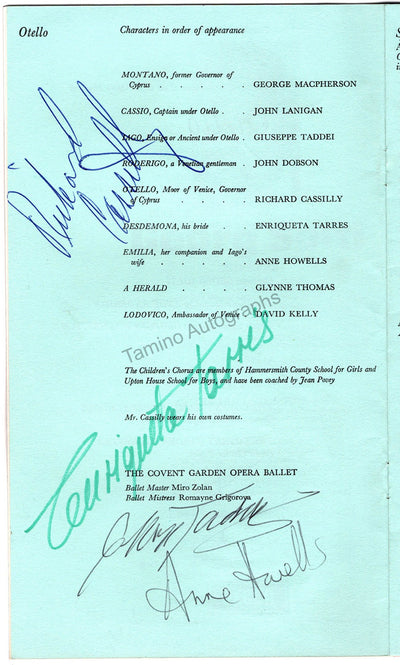 Otello Characters in order of appearance
MONTANO, former Governor of
Cyprus . . . . . GEORGE MACPHERSON
CASSIO, Captain under Otello . JOHN LANIGAN
IAGO, Ensign or Ancient under Otello . GIUSEPPE TADDEI
RODERIGO, a Venetian gentleman . JOHN DOBSON
OTELLO, Moor of Venice, Governor
of Cyprus . . . . RICHARD CASSILLY
DESDEMONA, his bride . . ENRIQUETA TARRES
EMILIA, her companion and Iago's
wife . . . . . ANNE HOWELLS
A HERALD . . . . GLYNNE THOMAS
LODOVICO, Ambassador of Venice . DAVID KELLY
Richard Cassilly
Tamino Autographs
The Children's Chorus are members of Hammersmith County School for Girls and
Upton House School for Boys, and have been coached by Jean Povey
Mr. Cassilly wears his own costumes.
Enriqueta Tarres
THE COVENT GARDEN OPERA BALLET
Ballet Master Miro Zolan
Ballet Mistress Romayne Grigorova
Anne Howells